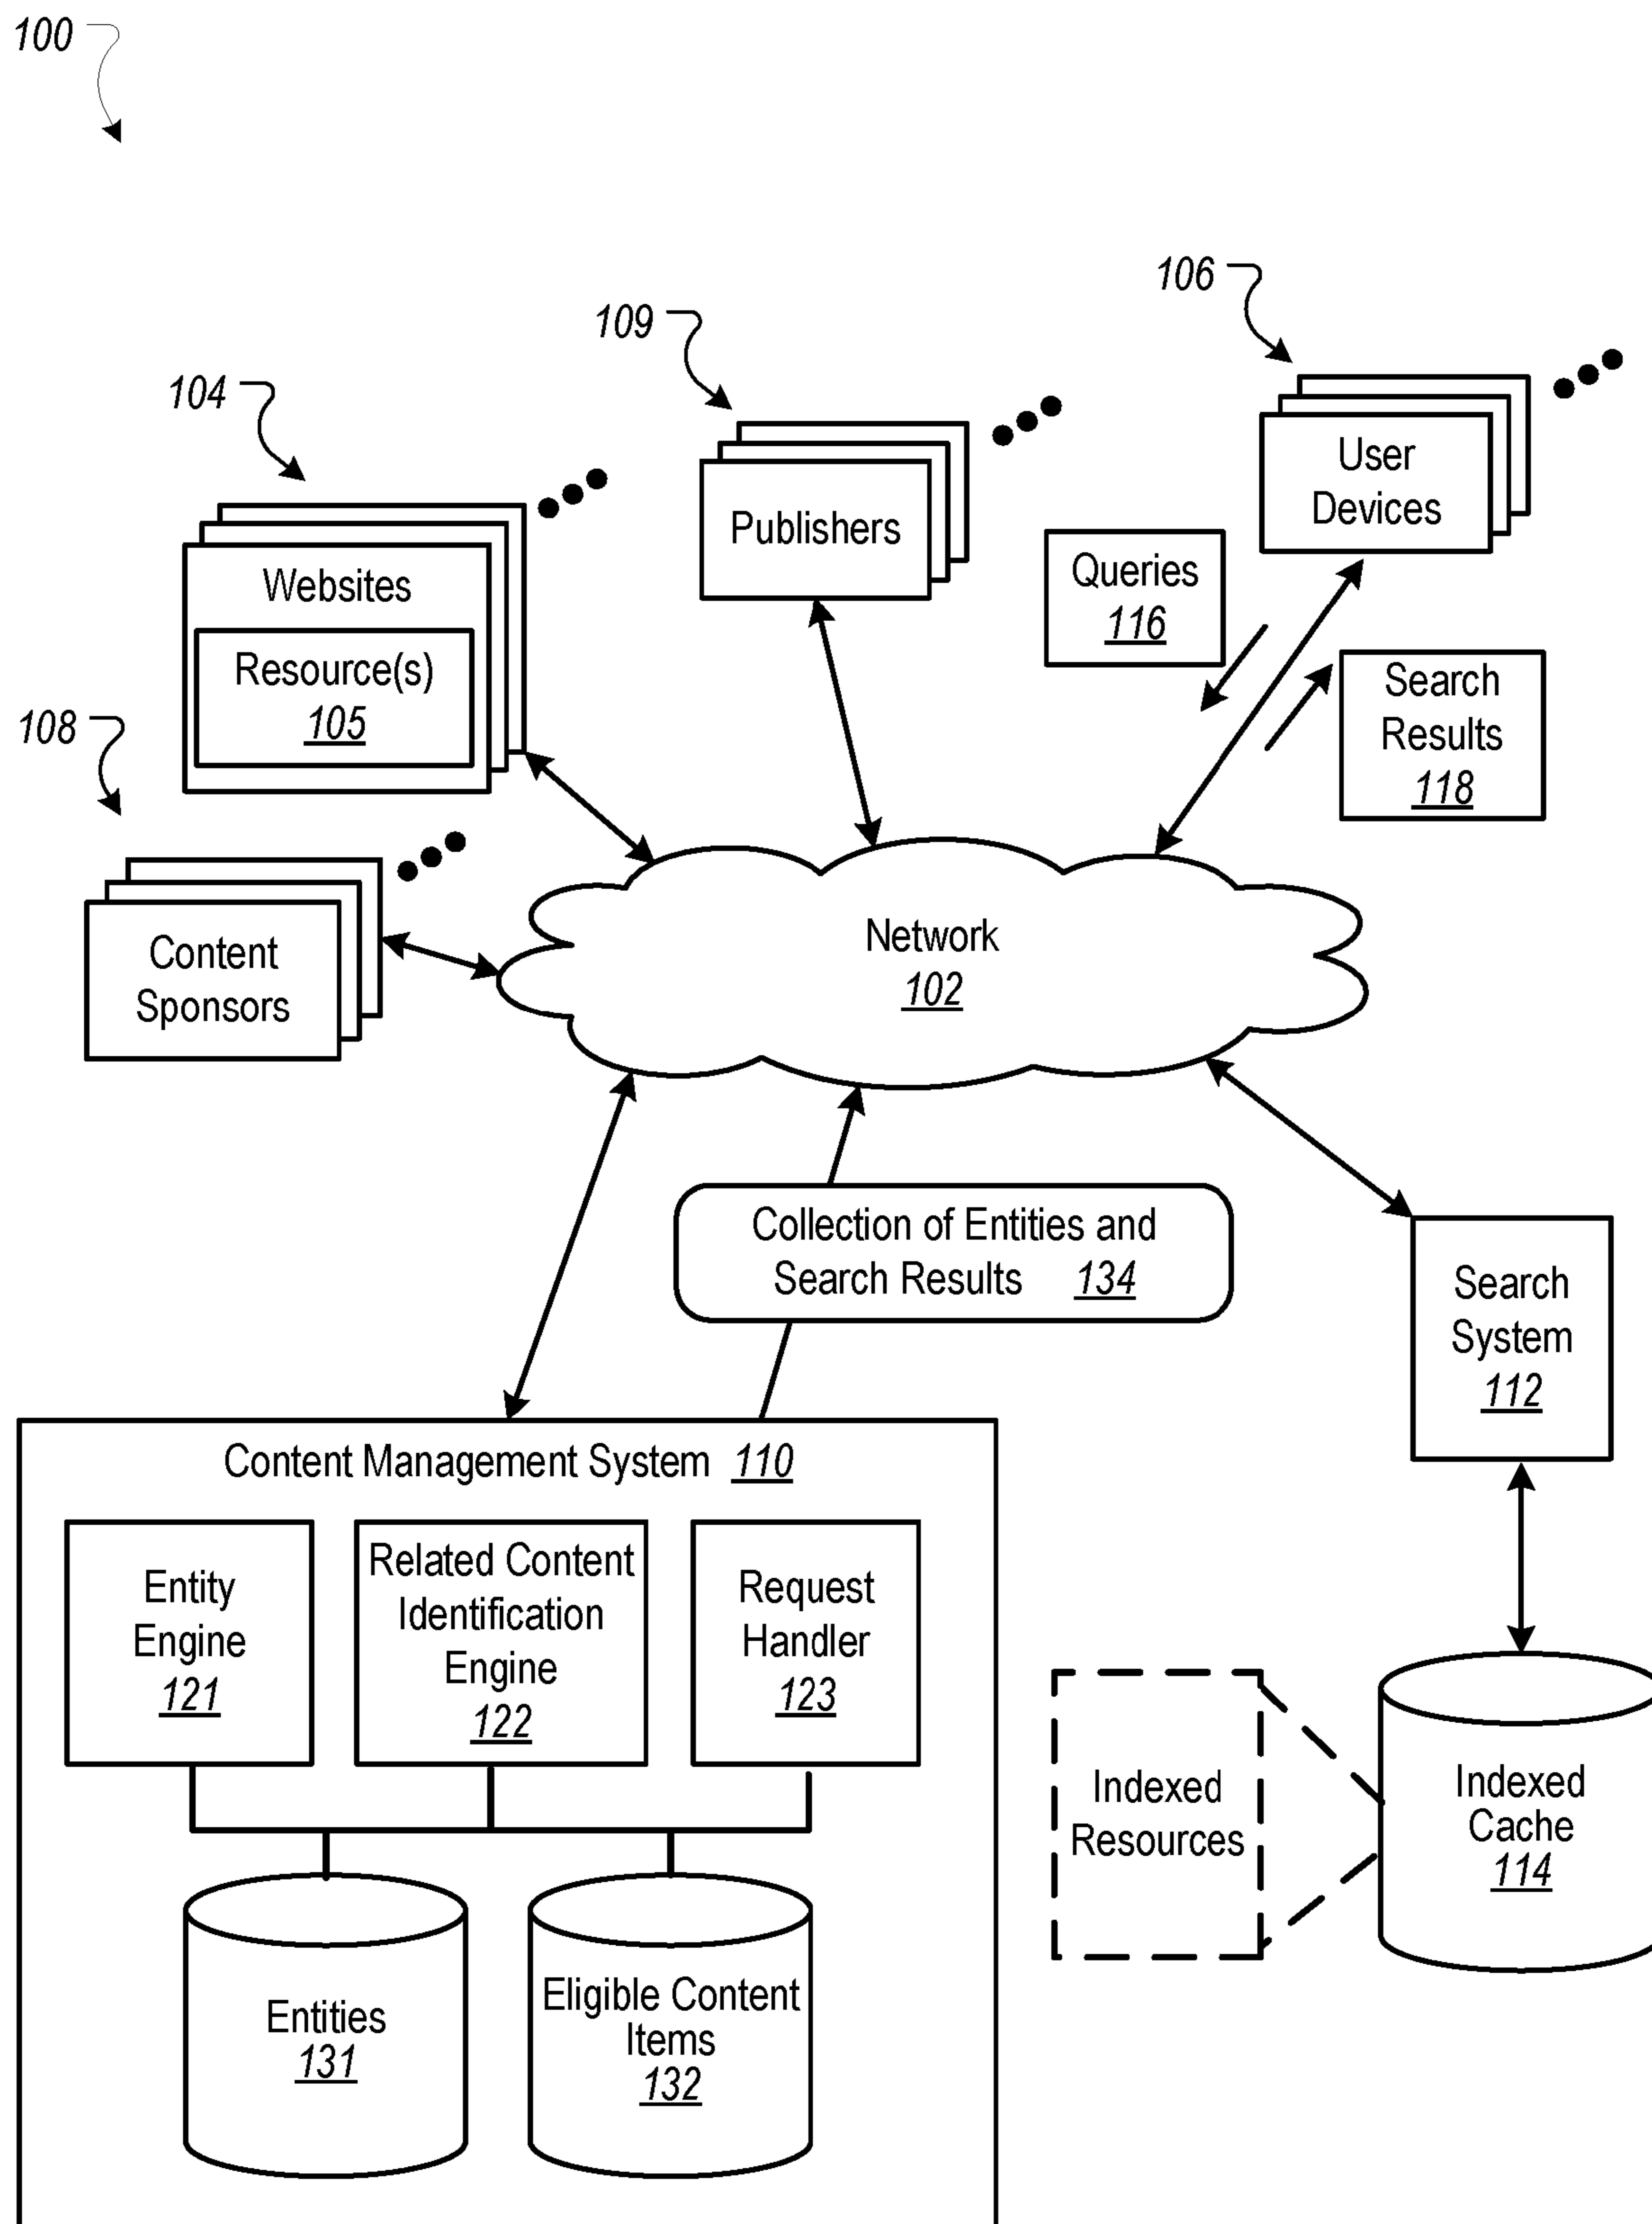 100
106
109
104
User
Devices
Publishers
Queries
116
Websites
Resource(s)
105
Search
Results
118
108
Network
102
Content
Sponsors
Collection of Entities and
Search Results 134
Search
System
112
Content Management System 110
Entity
Engine
121
Related Content
Identification
Engine
122
Request
Handler
123
Indexed
Resources
Indexed
Cache
114
Entities
131
Eligible Content
Items
132